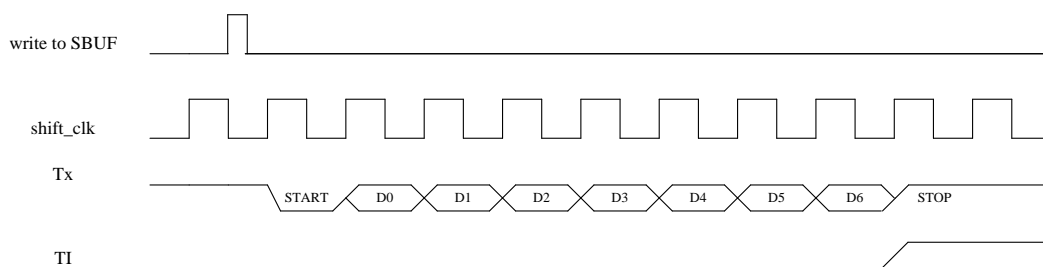 write to SBUF
shift_clk
Tx
START D0 D1 D2 D3 D4 D5 D6 STOP
TI